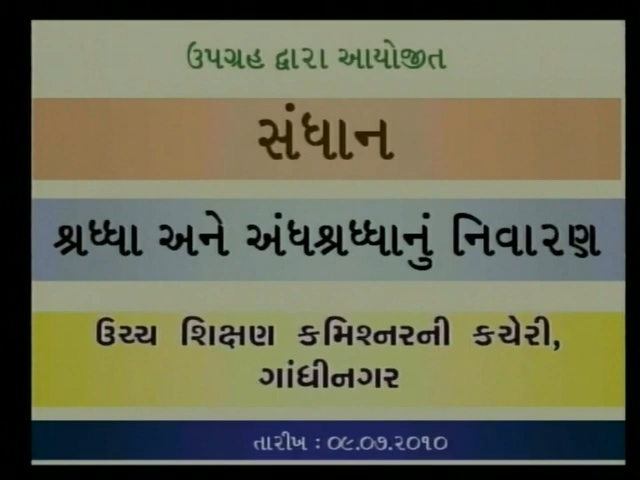 ઉપગ્રહ દ્વારા આયોજીત
સંધાન
શ્રધ્ધા અને અંધશ્રધ્ધાનું નિવારણ
ઉચ્ચ શિક્ષણ કમિશ્નરની કચેરી,
ગાંધીનગર
તારીખ : ૦૯.૦૭.૨૦૧૦